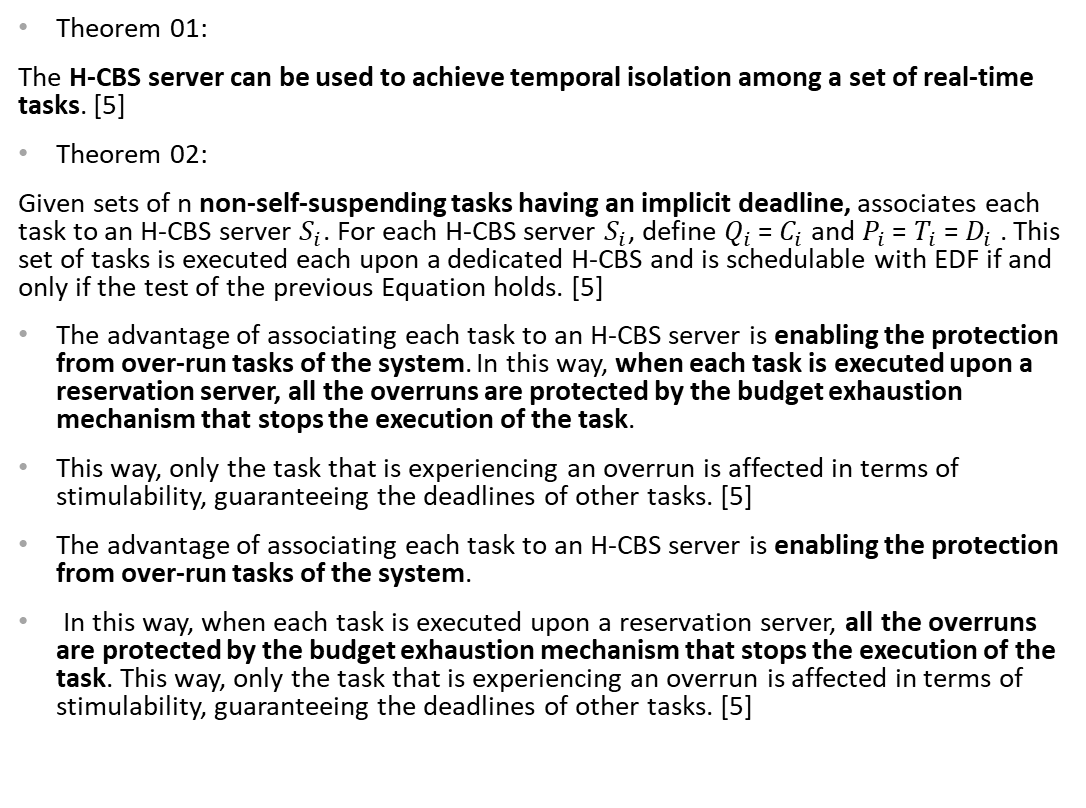 • Theorem 01:
The H-CBS server can be used to achieve temporal isolation among a set of real-time
tasks. [5]
• Theorem 02:
Given sets of n non-self-suspending tasks having an implicit deadline, associates each
task to an H-CBS server Sᵢ. For each H-CBS server Sᵢ, define Qᵢ = Cᵢ and Pᵢ = Tᵢ = Dᵢ . This
set of tasks is executed each upon a dedicated H-CBS and is schedulable with EDF if and
only if the test of the previous Equation holds. [5]
• The advantage of associating each task to an H-CBS server is enabling the protection
from over-run tasks of the system. In this way, when each task is executed upon a
reservation server, all the overruns are protected by the budget exhaustion
mechanism that stops the execution of the task.
• This way, only the task that is experiencing an overrun is affected in terms of
stimulability, guaranteeing the deadlines of other tasks. [5]
• The advantage of associating each task to an H-CBS server is enabling the protection
from over-run tasks of the system.
• In this way, when each task is executed upon a reservation server, all the overruns
are protected by the budget exhaustion mechanism that stops the execution of the
task. This way, only the task that is experiencing an overrun is affected in terms of
stimulability, guaranteeing the deadlines of other tasks. [5]